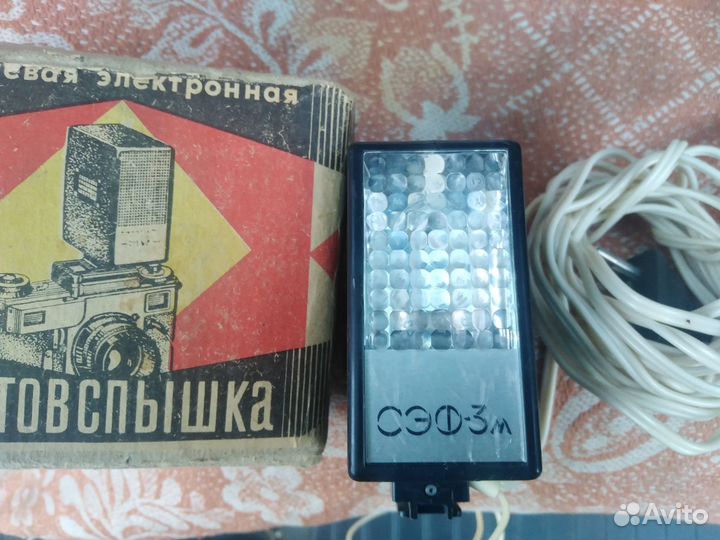 евая электронная
товспышка
СЭФ-3м
Avito